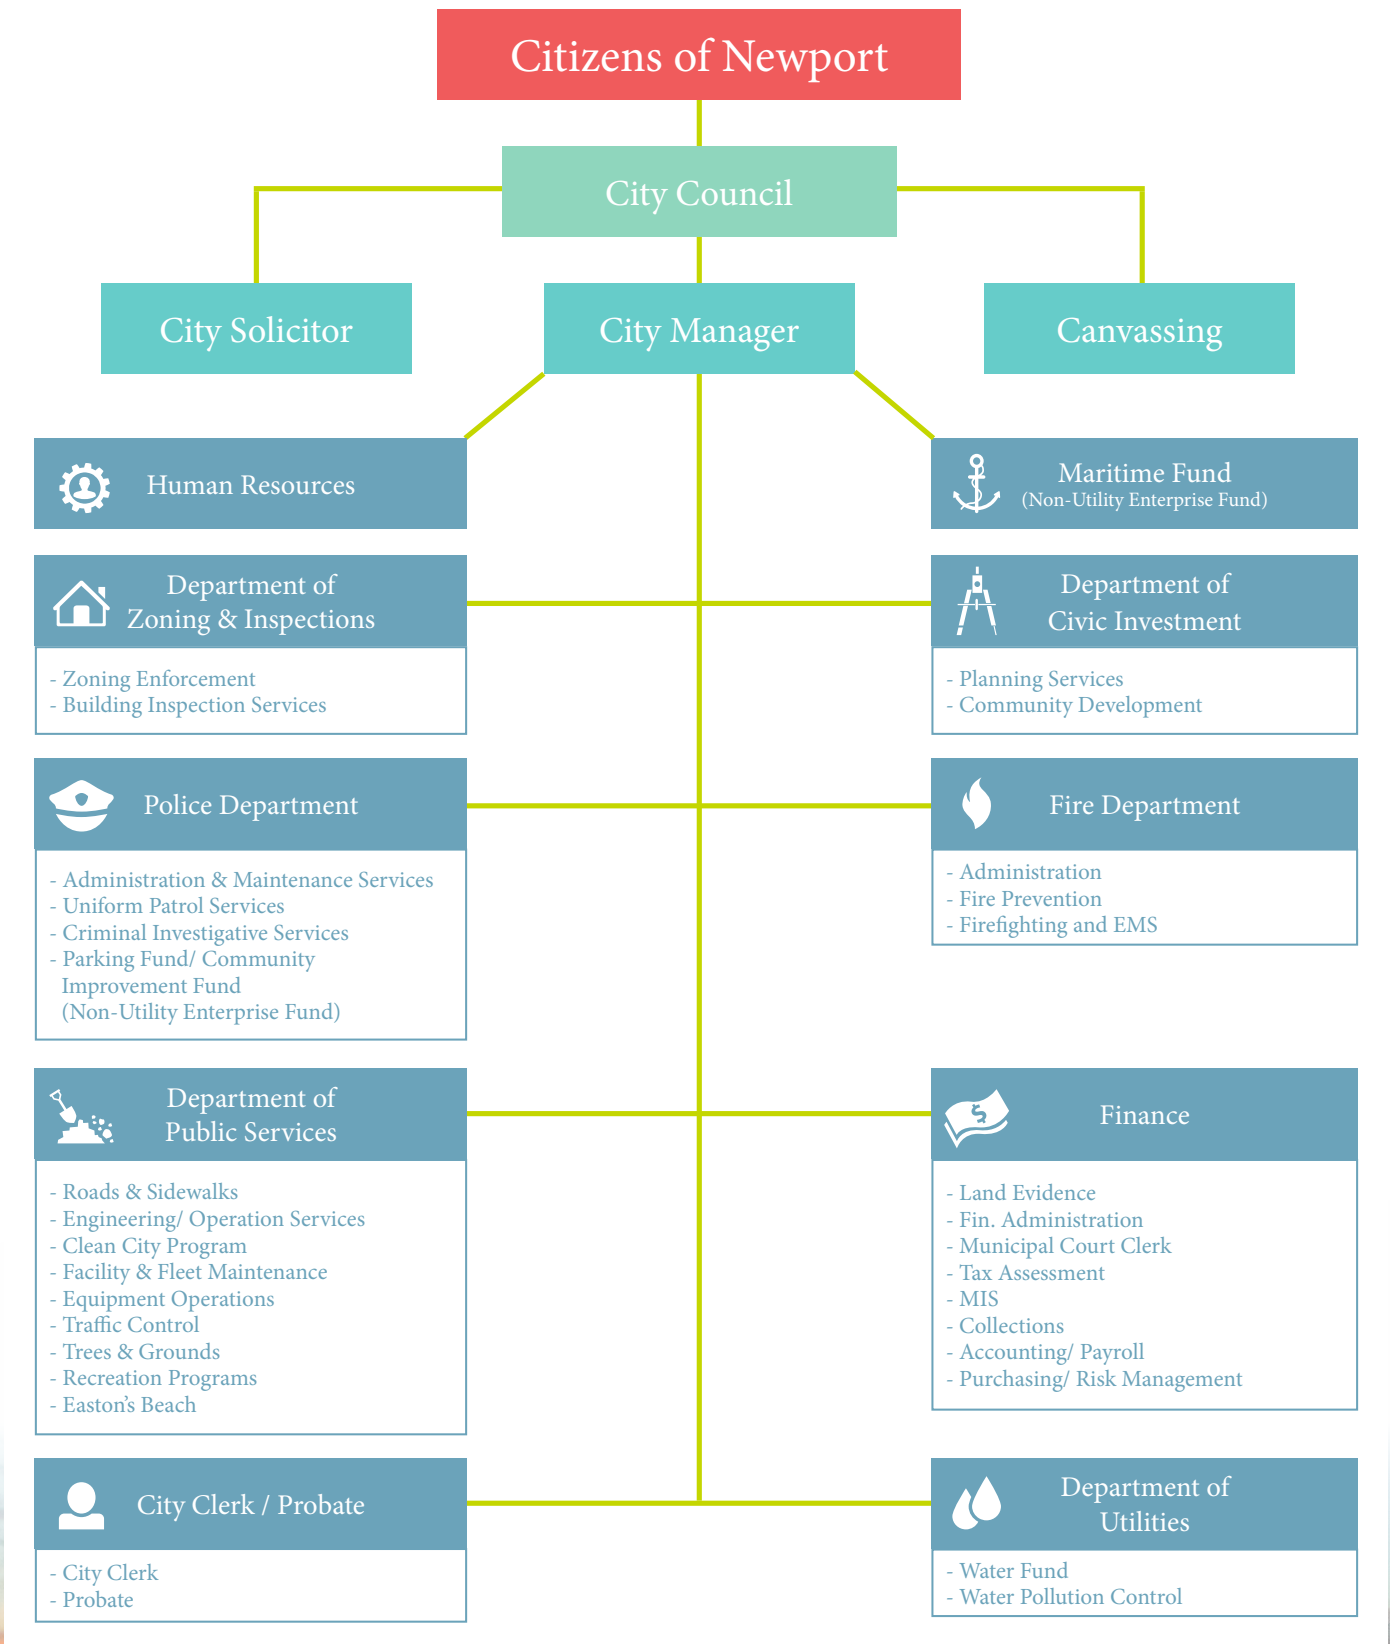 Citizens of Newport
City Council
City Solicitor
City Manager
Canvassing
Human Resources
Maritime Fund
(Non-Utility Enterprise Fund)
Department of
Zoning & Inspections
- Zoning Enforcement
- Building Inspection Services
Department of
Civic Investment
- Planning Services
- Community Development
Police Department
- Administration & Maintenance Services
- Uniform Patrol Services
- Criminal Investigative Services
- Parking Fund/ Community
Improvement Fund
(Non-Utility Enterprise Fund)
Fire Department
- Administration
- Fire Prevention
- Firefighting and EMS
Department of
Public Services
- Roads & Sidewalks
- Engineering/ Operation Services
- Clean City Program
- Facility & Fleet Maintenance
- Equipment Operations
- Traffic Control
- Trees & Grounds
- Recreation Programs
- Easton's Beach
$
Finance
- Land Evidence
- Fin. Administration
- Municipal Court Clerk
- Tax Assessment
- MIS
- Collections
- Accounting/ Payroll
- Purchasing/ Risk Management
City Clerk / Probate
- City Clerk
- Probate
Department of
Utilities
- Water Fund
- Water Pollution Control